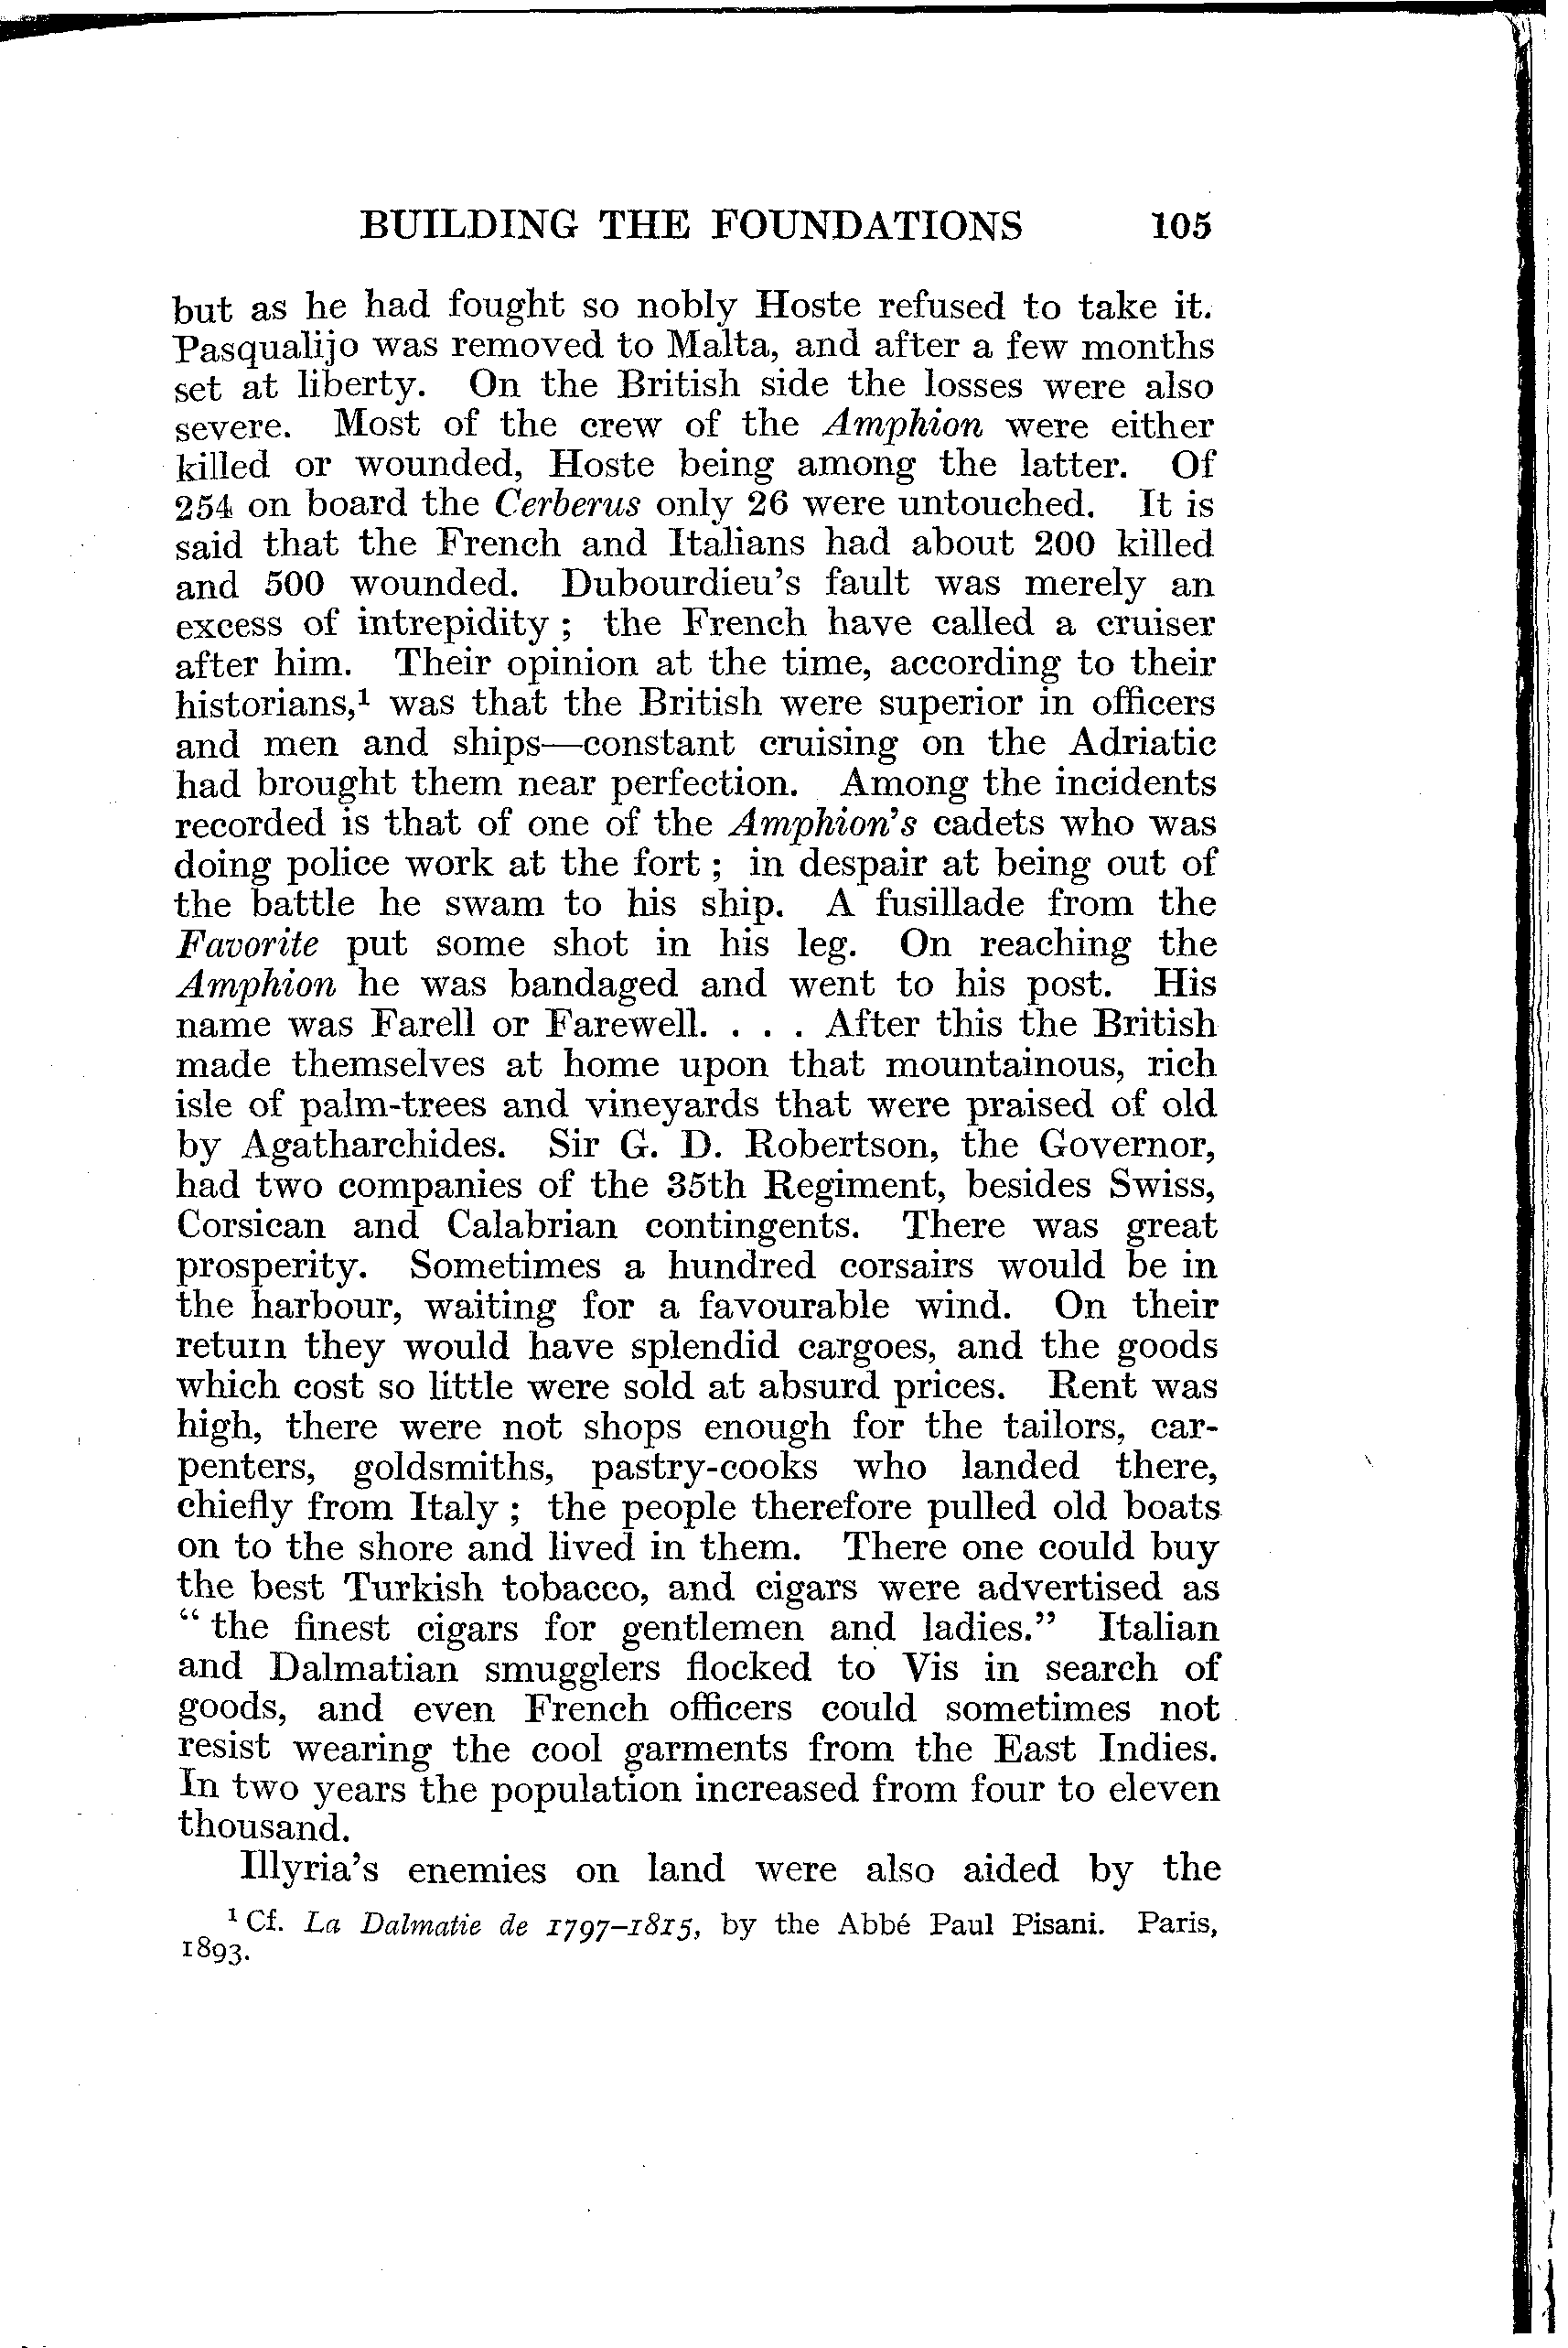 BUILDING THE FOUNDATIONS 105
but as he had fought so nobly Hoste refused to take it.
Pasqualijo was removed to Malta, and after a few months
set at liberty. On the British side the losses were also
severe. Most of the crew of the Amphion were either
killed or wounded, Hoste being among the latter. Of
254 on board the Cerberus only 26 were untouched. It is
said that the French and Italians had about 200 killed
and 500 wounded. Dubourdieu's fault was merely an
excess of intrepidity ; the French have called a cruiser
after him. Their opinion at the time, according to their
historians,¹ was that the British were superior in officers
and men and ships—constant cruising on the Adriatic
had brought them near perfection. Among the incidents
recorded is that of one of the Amphion's cadets who was
doing police work at the fort ; in despair at being out of
the battle he swam to his ship. A fusillade from the
Favorite put some shot in his leg. On reaching the
Amphion he was bandaged and went to his post. His
name was Farell or Farewell. . . . After this the British
made themselves at home upon that mountainous, rich
isle of palm-trees and vineyards that were praised of old
by Agatharchides. Sir G. D. Robertson, the Governor,
had two companies of the 35th Regiment, besides Swiss,
Corsican and Calabrian contingents. There was great
prosperity. Sometimes a hundred corsairs would be in
the harbour, waiting for a favourable wind. On their
return they would have splendid cargoes, and the goods
which cost so little were sold at absurd prices. Rent was
high, there were not shops enough for the tailors, car-
penters, goldsmiths, pastry-cooks who landed there,
chiefly from Italy ; the people therefore pulled old boats
on to the shore and lived in them. There one could buy
the best Turkish tobacco, and cigars were advertised as
“ the finest cigars for gentlemen and ladies.” Italian
and Dalmatian smugglers flocked to Vis in search of
goods, and even French officers could sometimes not
resist wearing the cool garments from the East Indies.
In two years the population increased from four to eleven
thousand.
Illyria's enemies on land were also aided by the
¹ Cf. La Dalmatie de 1797–1815, by the Abbé Paul Pisani. Paris,
1893.